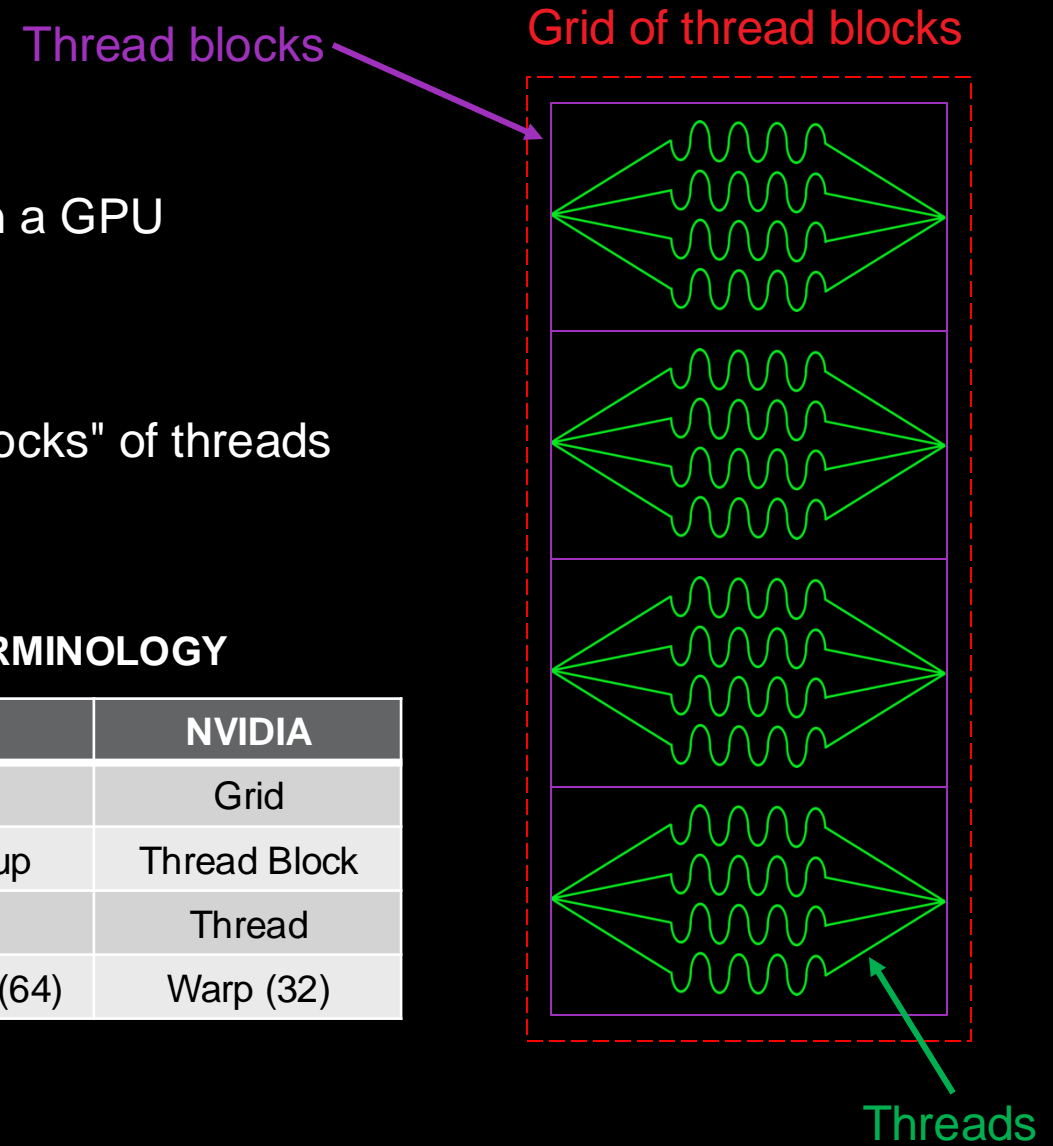 Thread blocks
Grid of thread blocks
n a GPU
ocks" of threads
RMINOLOGY
NVIDIA
Grid
up Thread Block
Thread
(64) Warp (32)
Threads